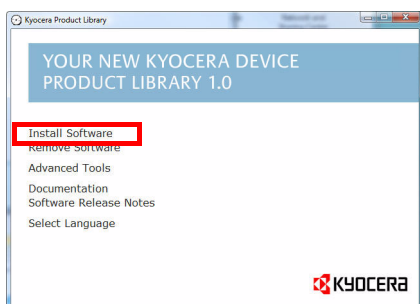 Kyocera Product Library
YOUR NEW KYOCERA DEVICE
PRODUCT LIBRARY 1.0
Install Software
Remove Software
Advanced Tools
Documentation
Software Release Notes
Select Language
KYOCERA